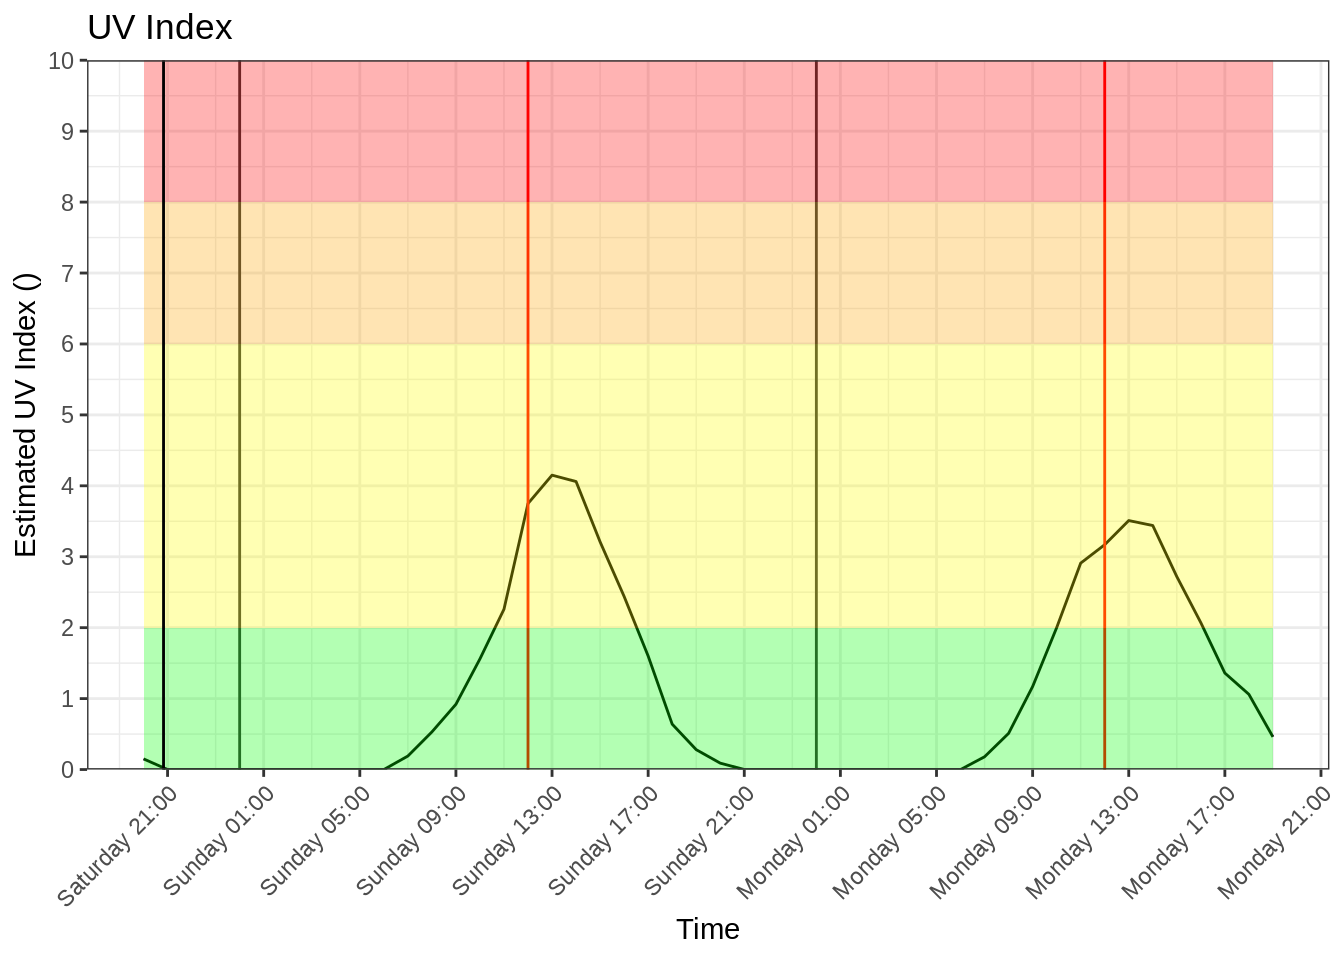 UV Index
Estimated UV Index ()
10
9
8
7
6
5
4
3
2
1
0
Saturday 21:00
Sunday 01:00
Sunday 05:00
Sunday 09:00
Sunday 13:00
Sunday 17:00
Sunday 21:00
Monday 01:00
Monday 05:00
Monday 09:00
Monday 13:00
Monday 17:00
Monday 21:00
Time